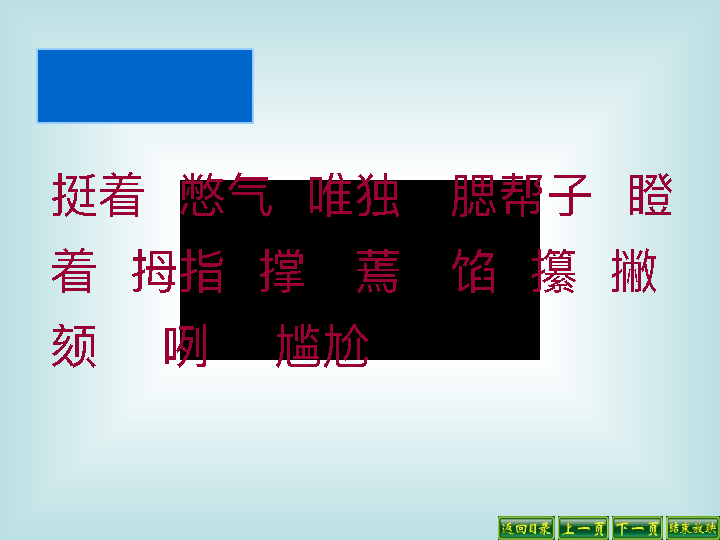 挺着 憋气 唯独 腮帮子 瞪
着 拇指 撑 蔫 馅 攥 撇
颏 咧 尴尬
返回目录 上一页 下一页 结束放映